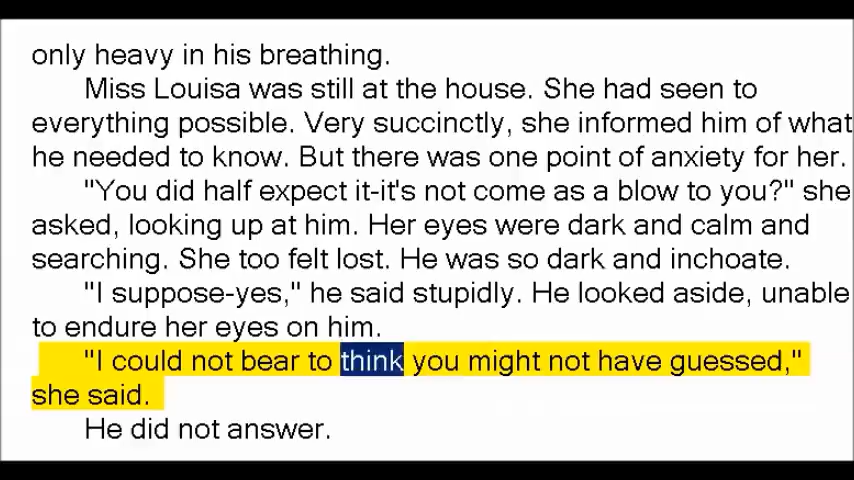 only heavy in his breathing.
Miss Louisa was still at the house. She had seen to
everything possible. Very succinctly, she informed him of what
he needed to know. But there was one point of anxiety for her.
"You did half expect it-it's not come as a blow to you?" she
asked, looking up at him. Her eyes were dark and calm and
searching. She too felt lost. He was so dark and inchoate.
"I suppose-yes," he said stupidly. He looked aside, unable
to endure her eyes on him.
"I could not bear to think you might not have guessed,"
she said.
He did not answer.